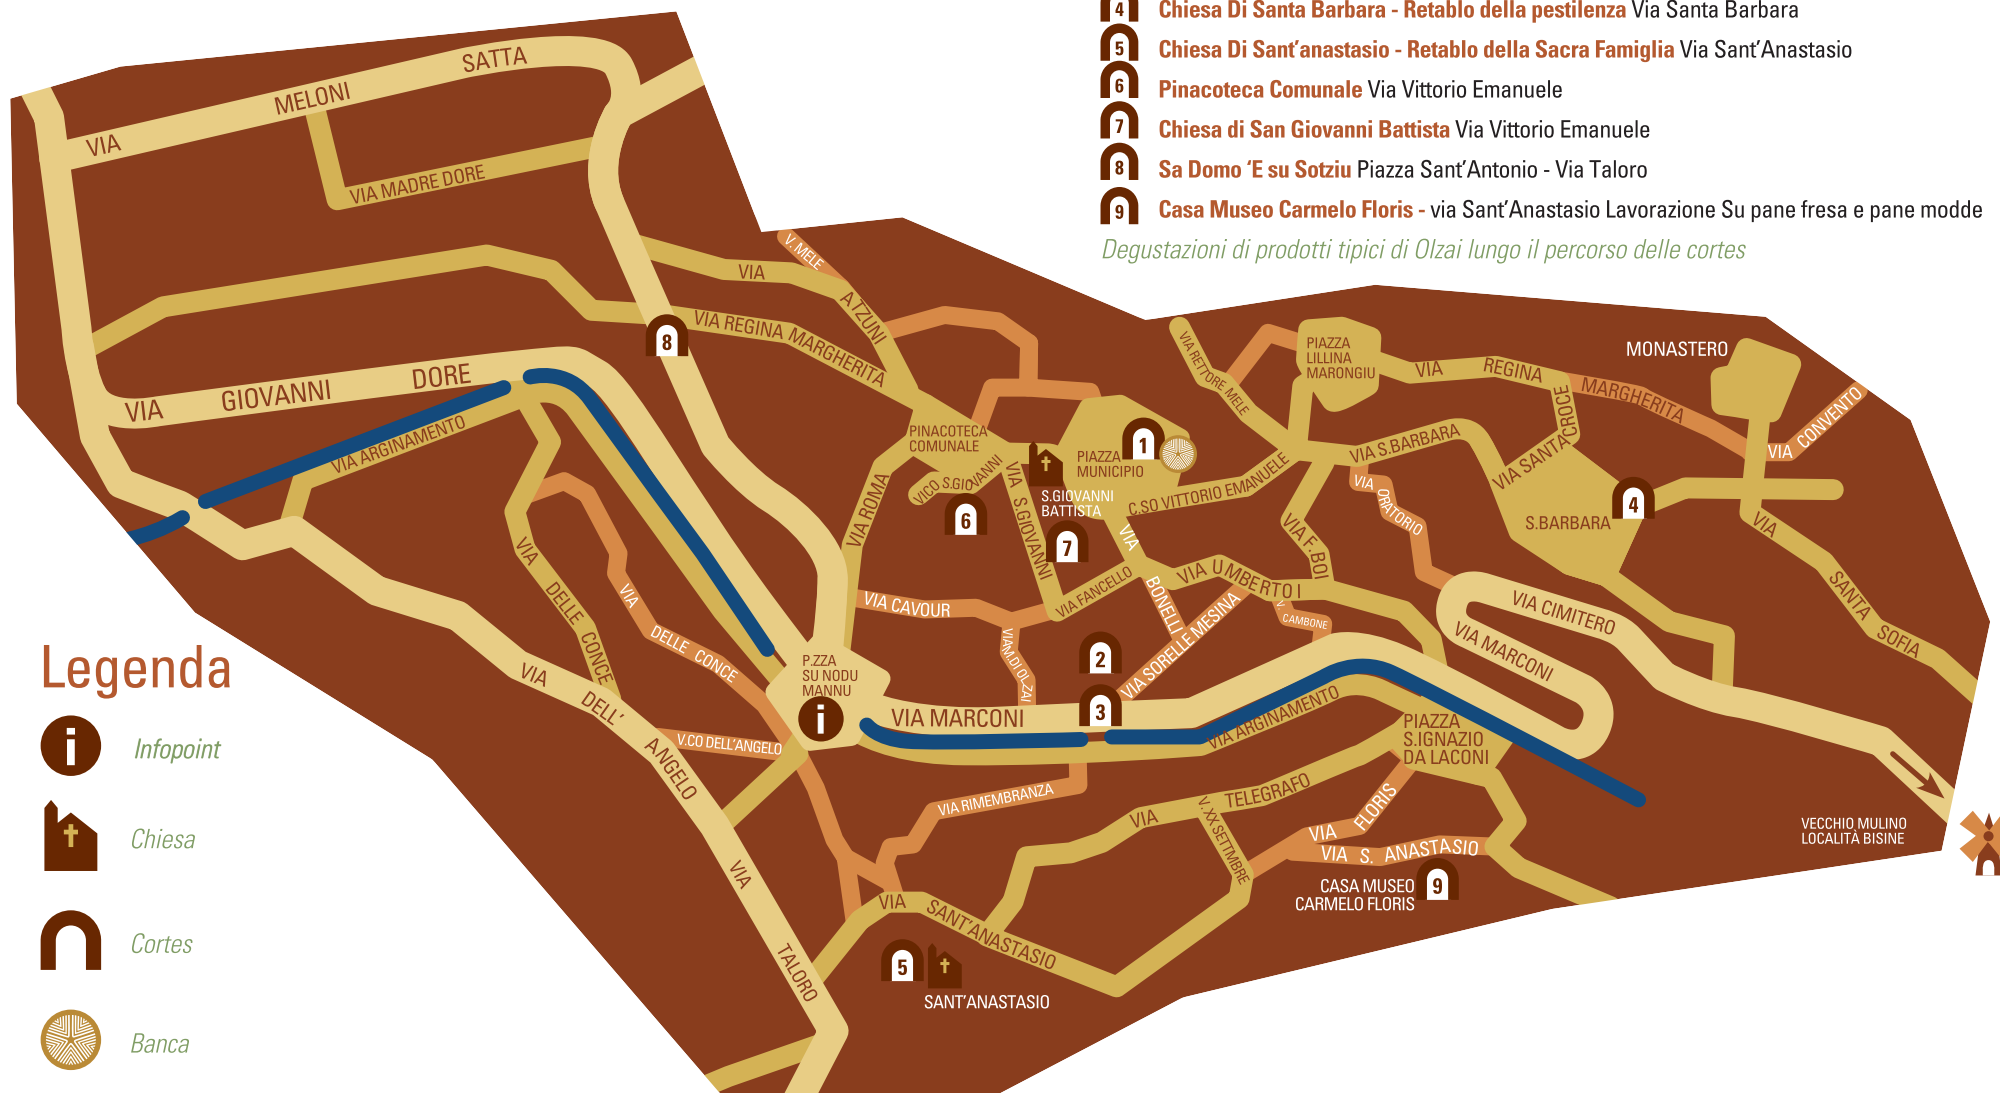 4 Chiesa Di Santa Barbara - Retablo della pestilenza Via Santa Barbara
5 Chiesa Di Sant'anastasio - Retablo della Sacra Famiglia Via Sant'Anastasio
6 Pinacoteca Comunale Via Vittorio Emanuele
7 Chiesa di San Giovanni Battista Via Vittorio Emanuele
8 Sa Domo 'E su Sotziu Piazza Sant'Antonio - Via Taloro
9 Casa Museo Carmelo Floris - via Sant'Anastasio Lavorazione Su pane fresa e pane modde
Degustazioni di prodotti tipici di Olzai lungo il percorso delle cortes
VIA MELONI SATTA
VIA MADRE DORE
V. MELE
VIA ATZUNI
VIA REGINA MARGHERITA
8
VIA GIOVANNI DORE
VIA ARGINAMENTO
VIA RETTORE MELE
PIAZZA
LILLINA
MARONGIU
VIA REGINA MARGHERITA
MONASTERO
VIA CONVENTO
VIA SANTA CROCE
PINACOTECA
COMUNALE
VICO S.GIOVANNI
6
VIA S.GIOVANNI
PIAZZA
MUNICIPIO
1
S.GIOVANNI
BATTISTA
7
C.SO VITTORIO EMANUELE
VIA S.BARBARA
VIA ORATORIO
S.BARBARA
4
VIA SANTA SOFIA
VIA ROMA
VIA F. BOI
VIA BONELLI
VIA FANCELLO
VIA UMBERTO I
V. CAMBONE
VIA CAVOUR
VIA M. DI OLZAI
2
3
VIA SORELLE MESINA
VIA CIMITERO
VIA MARCONI
VIA DELLE CONCE
VIA DELLE CONCE
P.ZZA
SU NODU
MANNU
i
VIA MARCONI
VIA ARGINAMENTO
PIAZZA
S.IGNAZIO
DA LACONI
V.CO DELL'ANGELO
VIA DELL' ANGELO
VIA RIMEMBRANZA
VIA TELEGRAFO
V. XX SETTMBRE
VIA FLORIS
VIA S. ANASTASIO
CASA MUSEO
CARMELO FLORIS
9
VECCHIO MULINO
LOCALITÀ BISINE
VIA TALORO
VIA SANT'ANASTASIO
5
SANT'ANASTASIO
Legenda
i Infopoint
Chiesa
Cortes
Banca